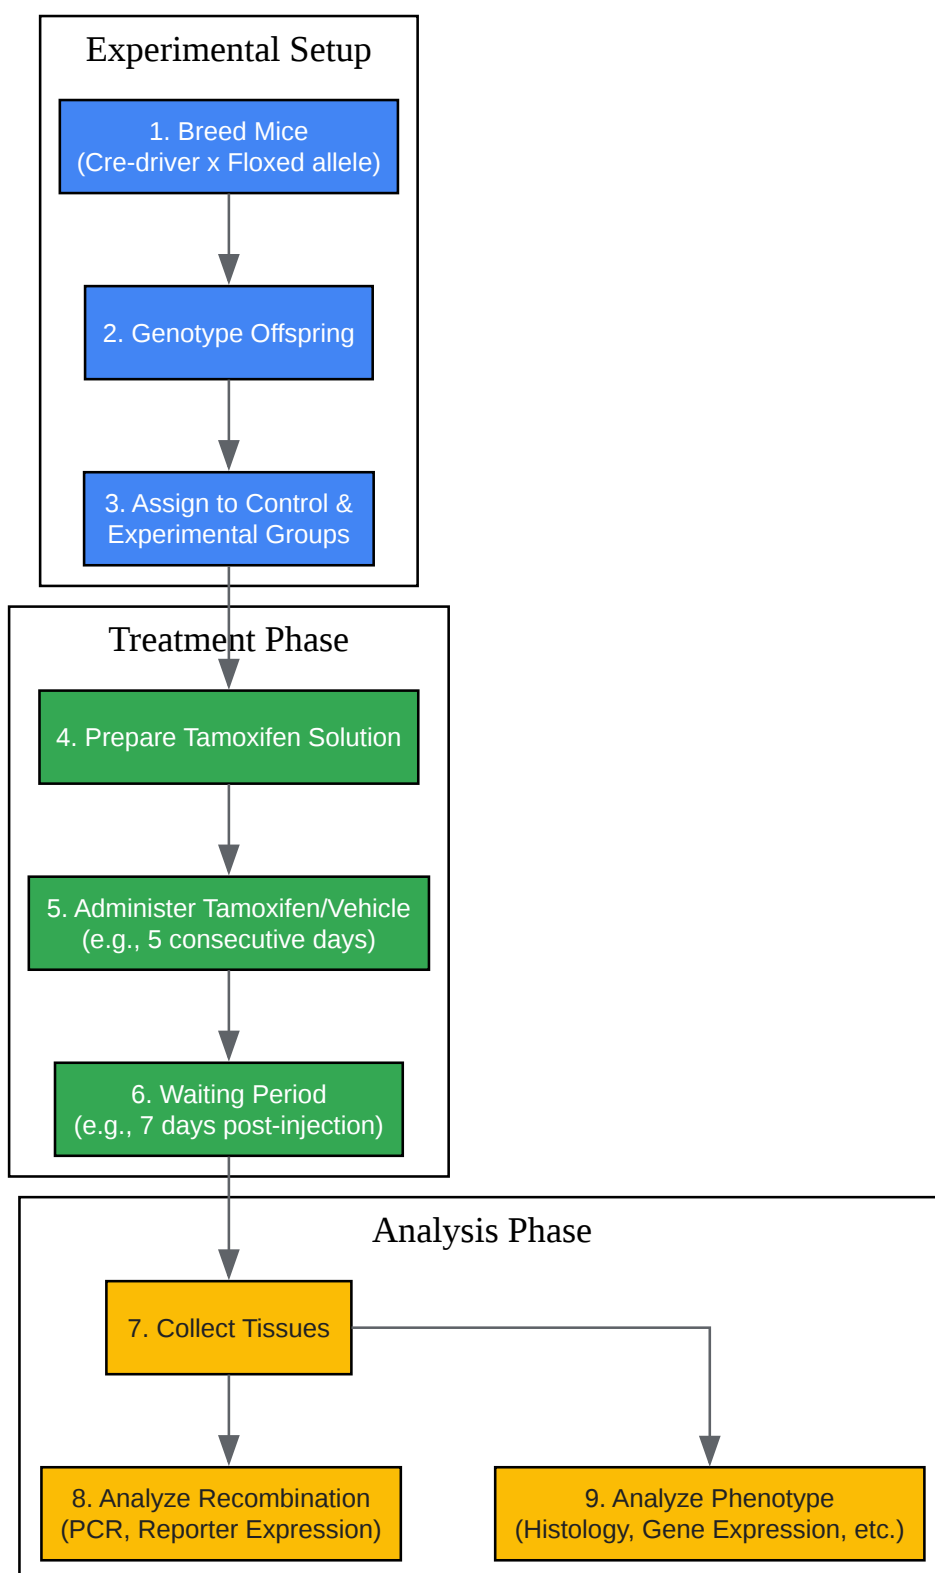 Experimental Setup
1. Breed Mice
(Cre-driver x Floxed allele)
2. Genotype Offspring
3. Assign to Control &
Experimental Groups
Treatment Phase
4. Prepare Tamoxifen Solution
5. Administer Tamoxifen/Vehicle
(e.g., 5 consecutive days)
6. Waiting Period
(e.g., 7 days post-injection)
Analysis Phase
7. Collect Tissues
8. Analyze Recombination
(PCR, Reporter Expression)
9. Analyze Phenotype
(Histology, Gene Expression, etc.)